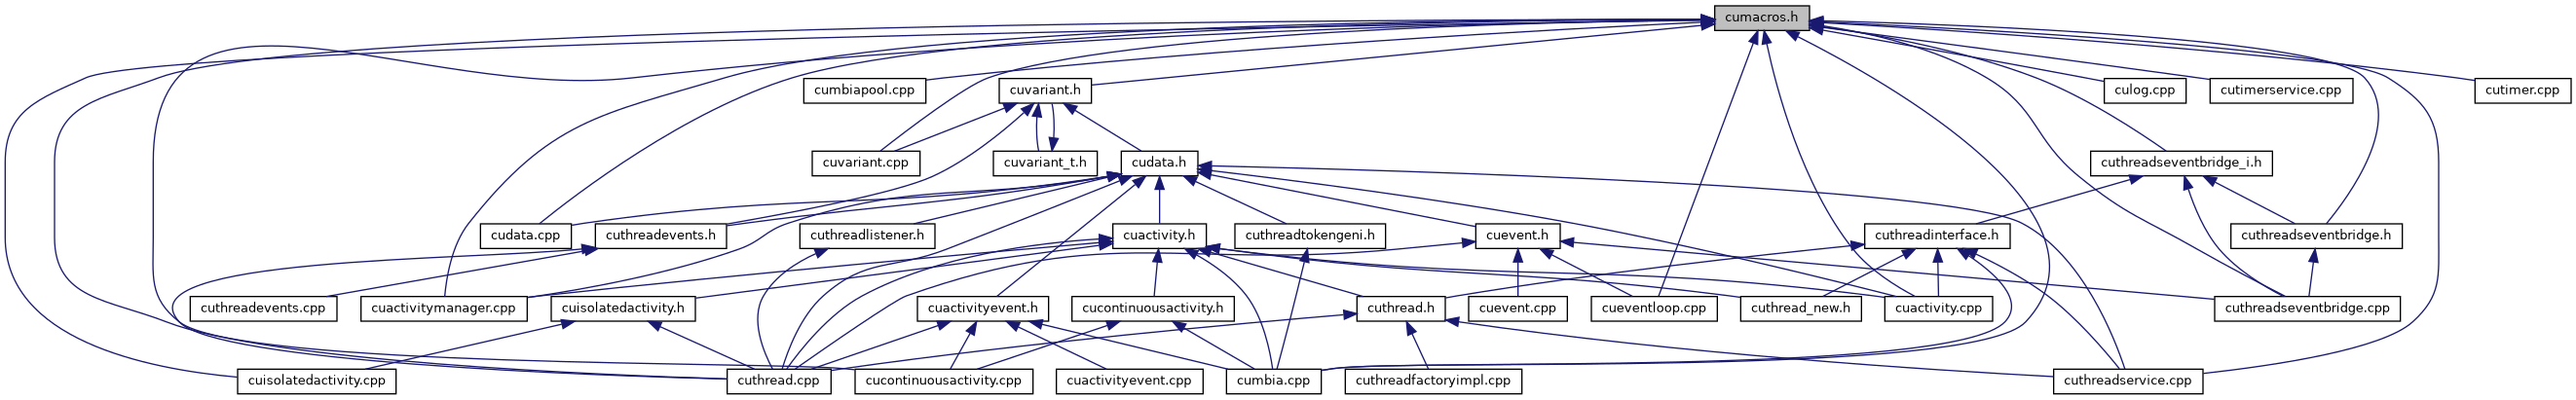 cumacros.h
cumbiapool.cpp
cuvariant.h
culog.cpp
cutimerservice.cpp
cutimer.cpp
cuvariant.cpp
cuvariant_t.h
cudata.h
cuthreadseventbridge_i.h
cudata.cpp
cuthreadevents.h
cuthreadlistener.h
cuactivity.h
cuthreadtokengeni.h
cuevent.h
cuthreadinterface.h
cuthreadseventbridge.h
cuthreadevents.cpp
cuactivitymanager.cpp
cuisolatedactivity.h
cuactivityevent.h
cucontinuousactivity.h
cuthread.h
cuevent.cpp
cueventloop.cpp
cuthread_new.h
cuactivity.cpp
cuthreadseventbridge.cpp
cuisolatedactivity.cpp
cuthread.cpp
cucontinuousactivity.cpp
cuactivityevent.cpp
cumbia.cpp
cuthreadfactoryimpl.cpp
cuthreadservice.cpp